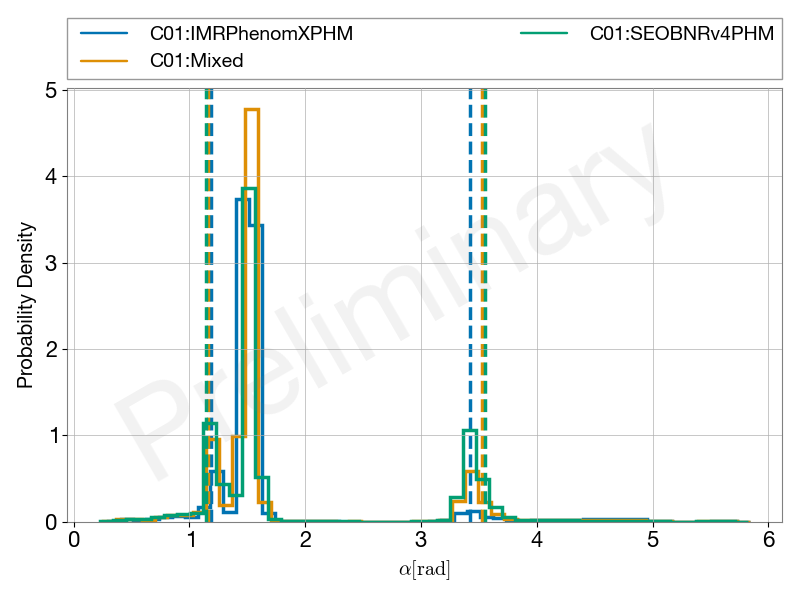 C01:IMRPhenomXPHM
C01:Mixed
C01:SEOBNRv4PHM
Preliminary
Probability Density
5
4
3
2
1
0
0 1 2 3 4 5 6
α[rad]